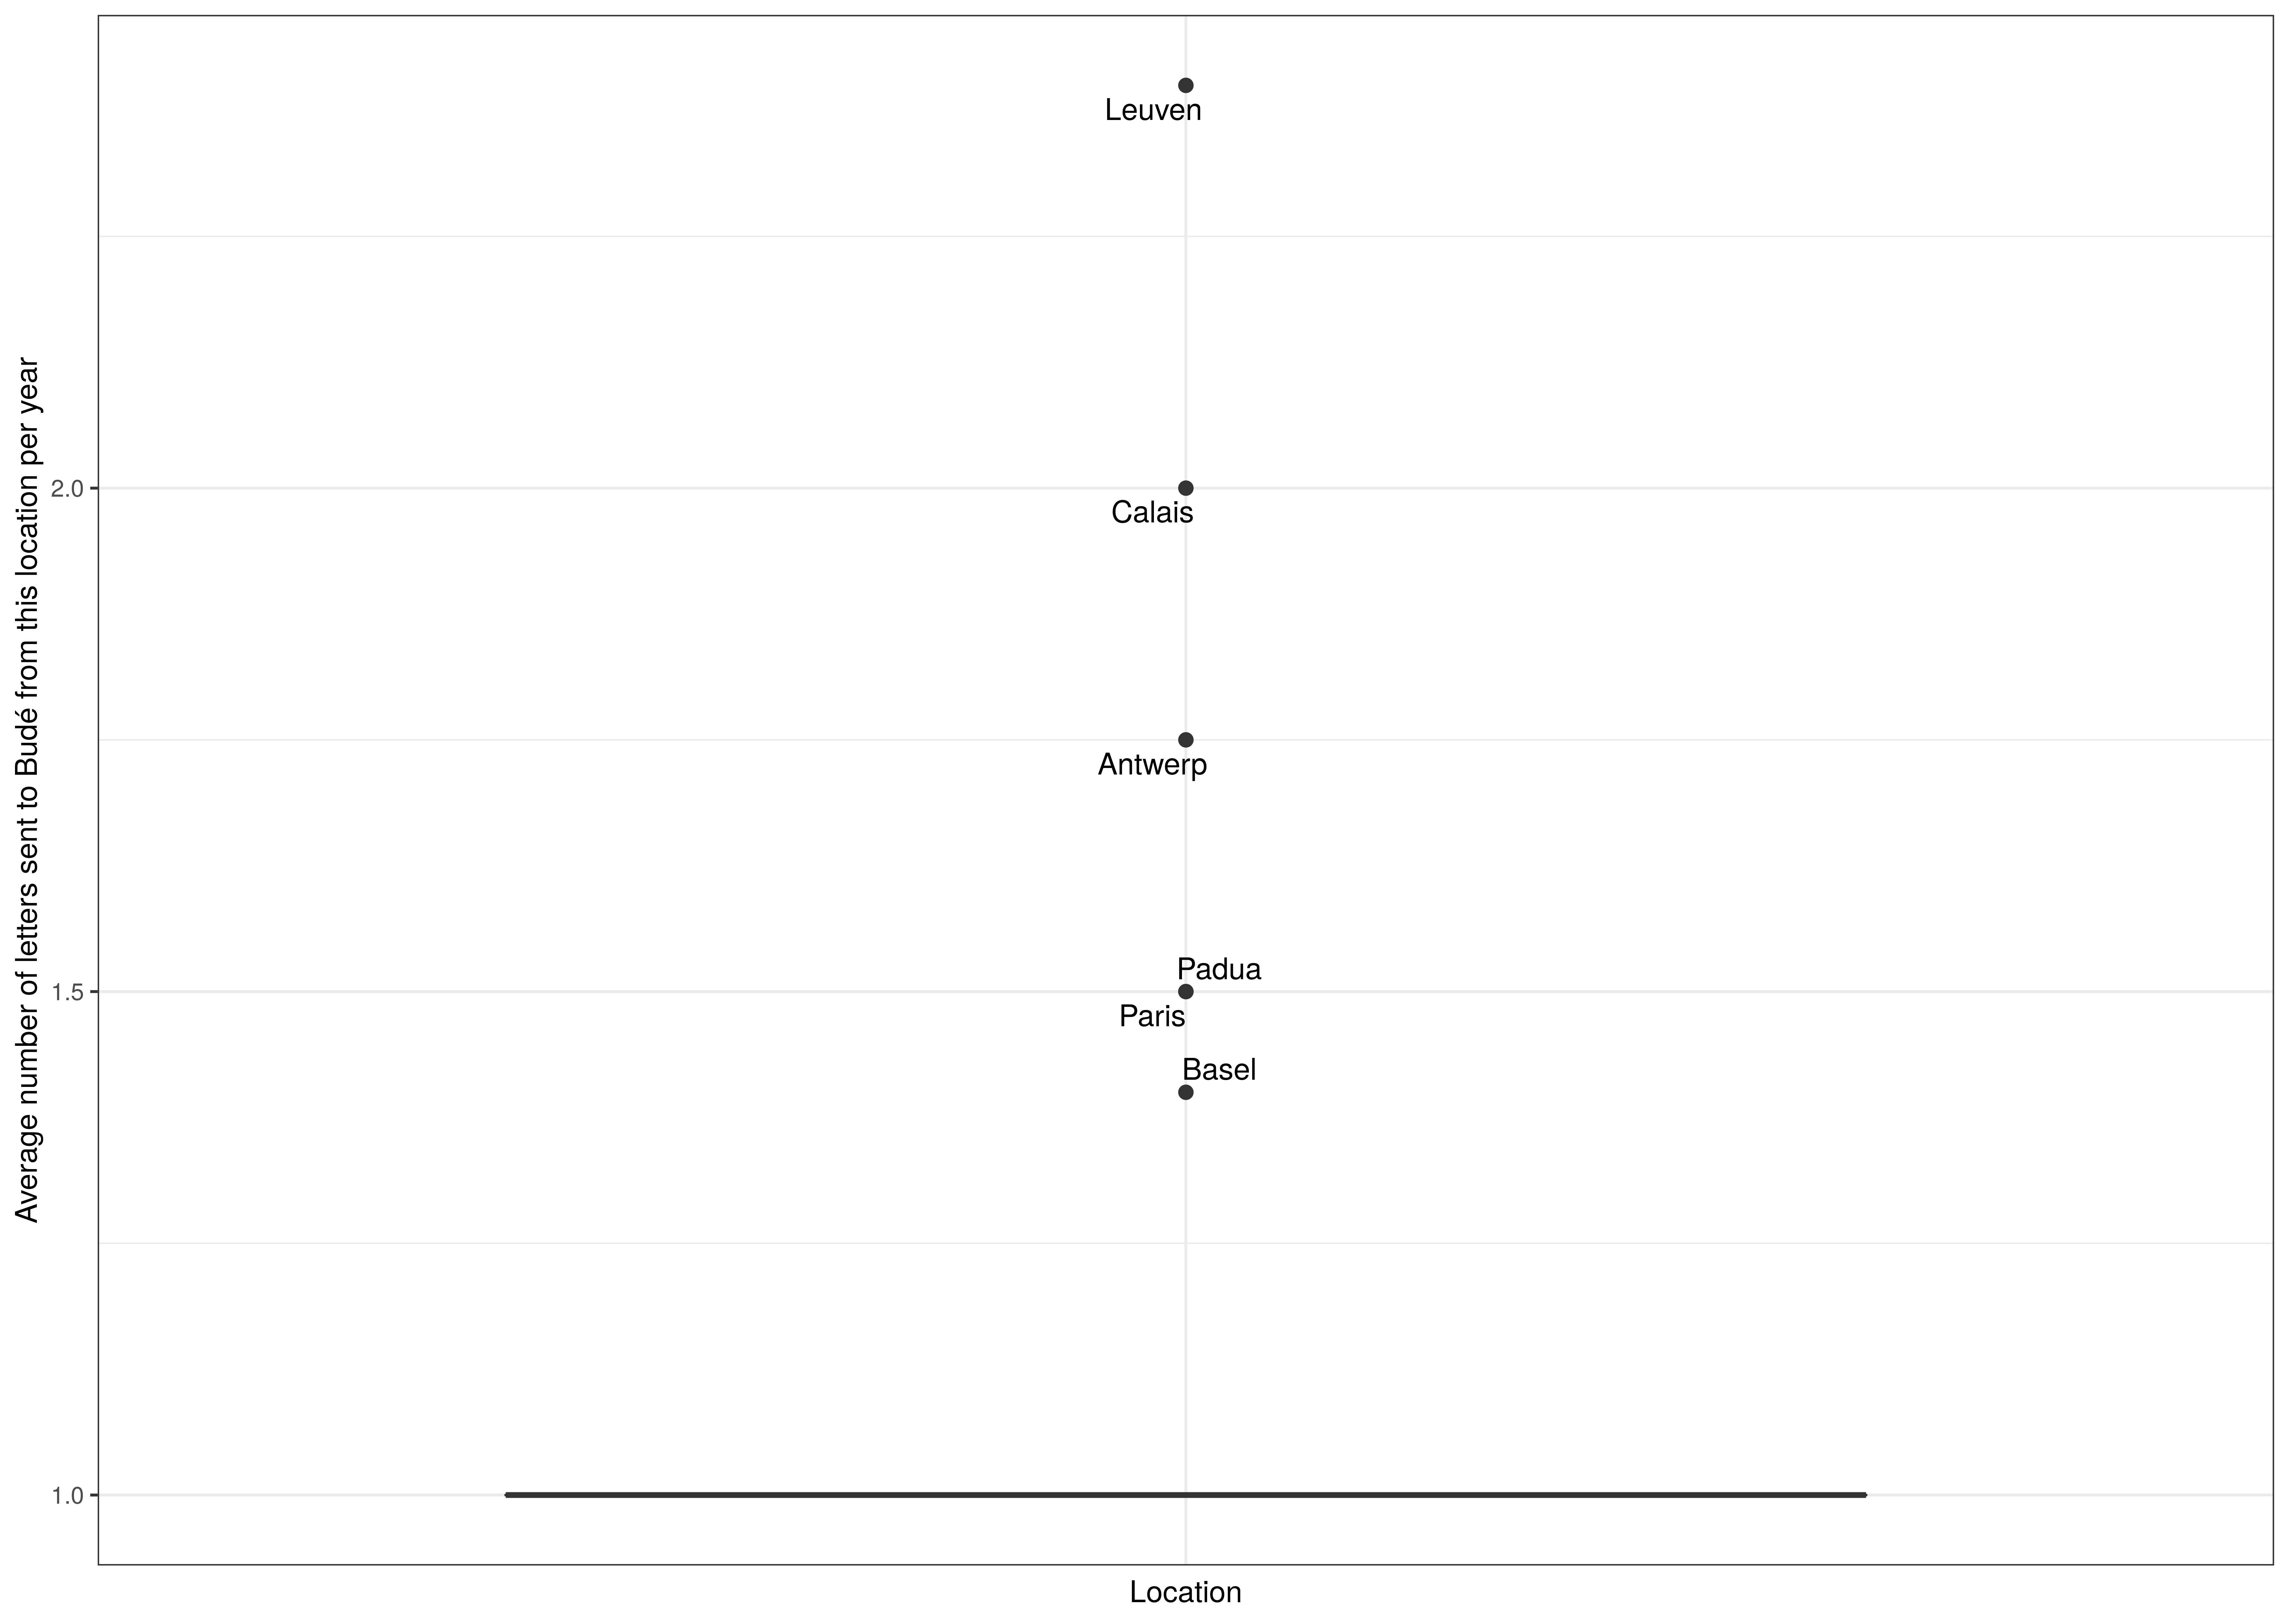 Average number of letters sent to Budé from this location per year
Leuven
2.0
Calais
Antwerp
Padua
1.5
Paris
Basel
1.0
Location